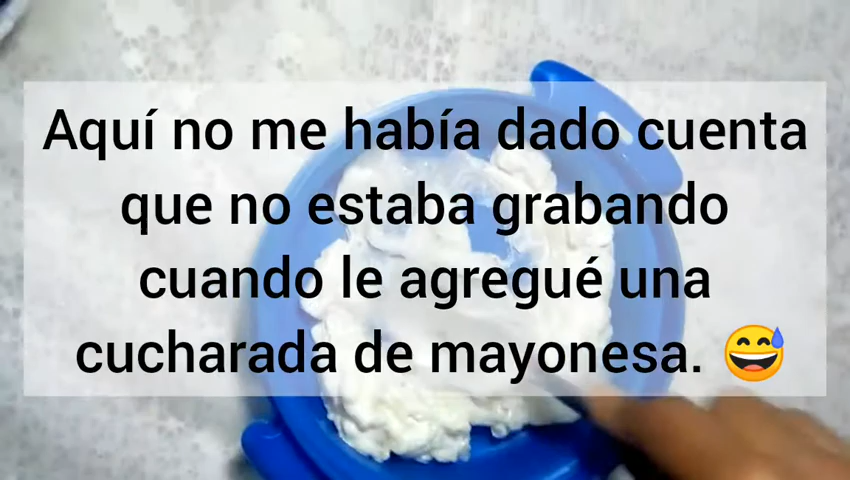 Aquí no me había dado cuenta
que no estaba grabando
cuando le agregué una
cucharada de mayonesa. 😅